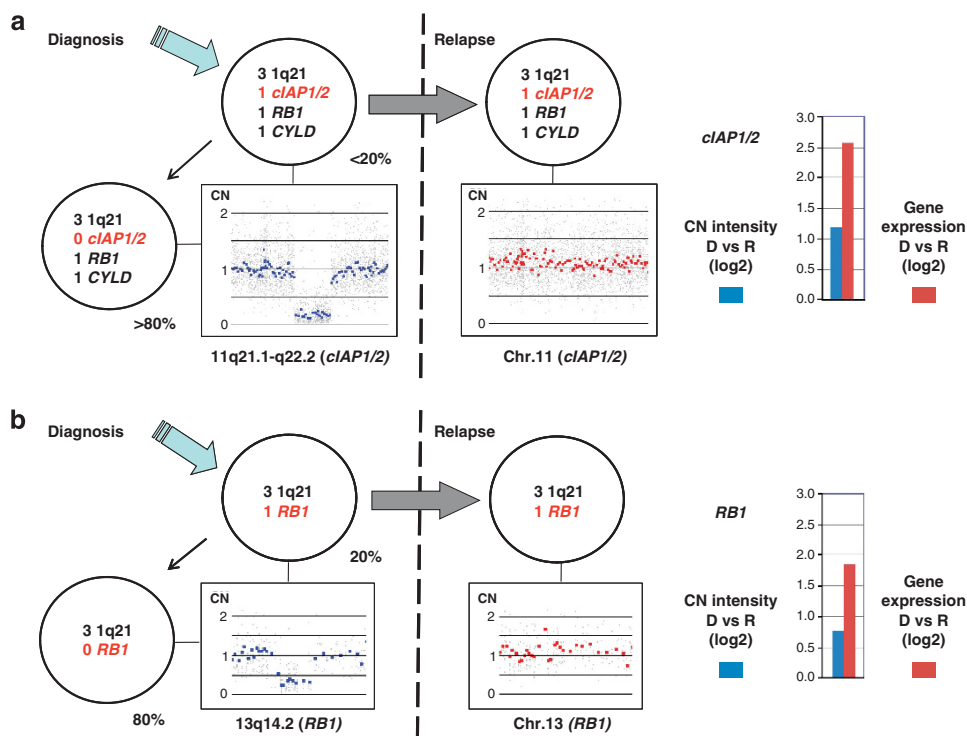 a
Diagnosis
Relapse
3 1q21
1 cIAP1/2
1 RB1
1 CYLD
<20%
3 1q21
1 cIAP1/2
1 RB1
1 CYLD
3 1q21
0 cIAP1/2
1 RB1
1 CYLD
>80%
CN
2
1
0
11q21.1-q22.2 (cIAP1/2)
CN
2
1
0
Chr.11 (cIAP1/2)
cIAP1/2
CN intensity
D vs R
(log2)
3.0
2.5
2.0
1.5
1.0
0.5
0.0
Gene
expression
D vs R
(log2)
b
Diagnosis
Relapse
3 1q21
1 RB1
20%
3 1q21
1 RB1
3 1q21
0 RB1
80%
CN
2
1
0
13q14.2 (RB1)
CN
2
1
0
Chr.13 (RB1)
RB1
CN intensity
D vs R
(log2)
3.0
2.5
2.0
1.5
1.0
0.5
0.0
Gene
expression
D vs R
(log2)